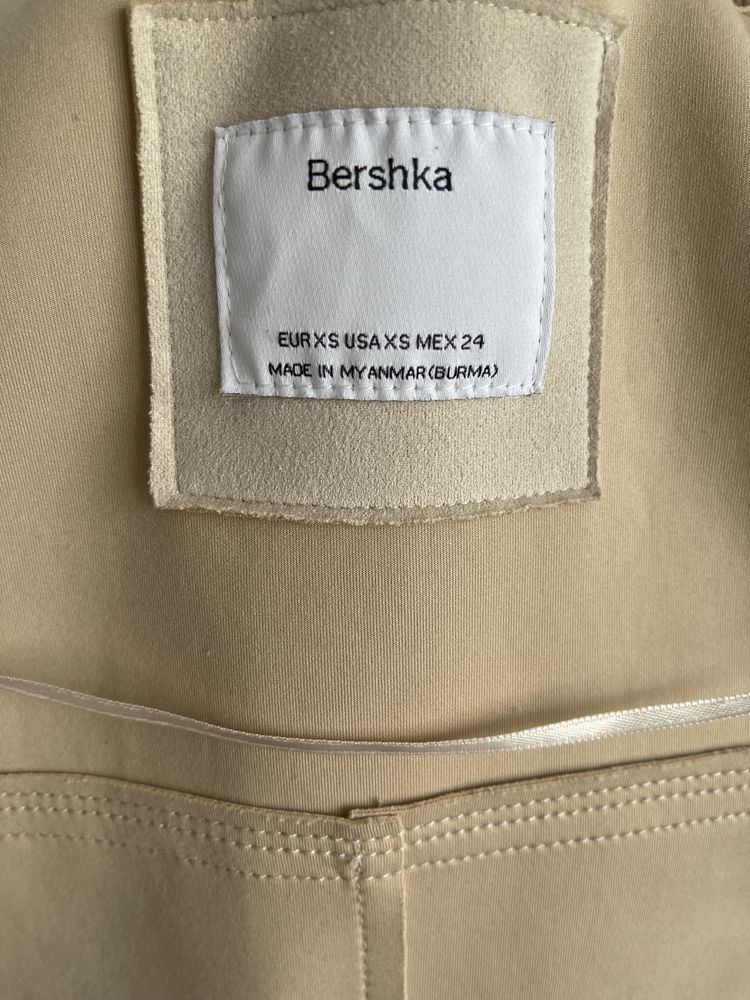 Bershka
EUR XS USA XS MEX 24
MADE IN MYANMAR (BURMA)